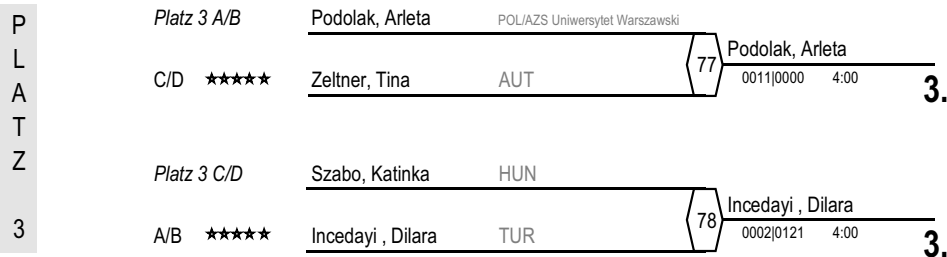 PLATZ 3
Platz 3 A/B Podolak, Arleta POL/AZS Uniwersytet Warszawski
77 Podolak, Arleta
C/D ★★★★★ Zeltner, Tina AUT
0011|0000 4:00 3.
Platz 3 C/D Szabo, Katinka HUN
78 Incedayi , Dilara
A/B ★★★★★ Incedayi , Dilara TUR
0002|0121 4:00 3.